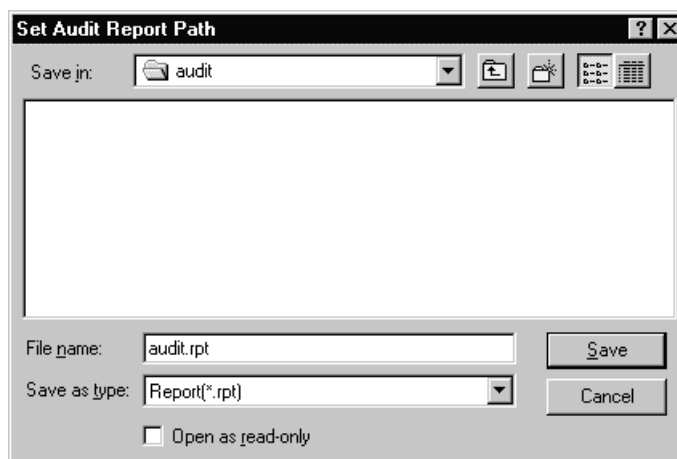 Set Audit Report Path
Save in: audit
File name: audit.rpt
Save
Save as type: Report(*.rpt)
Cancel
Open as read-only